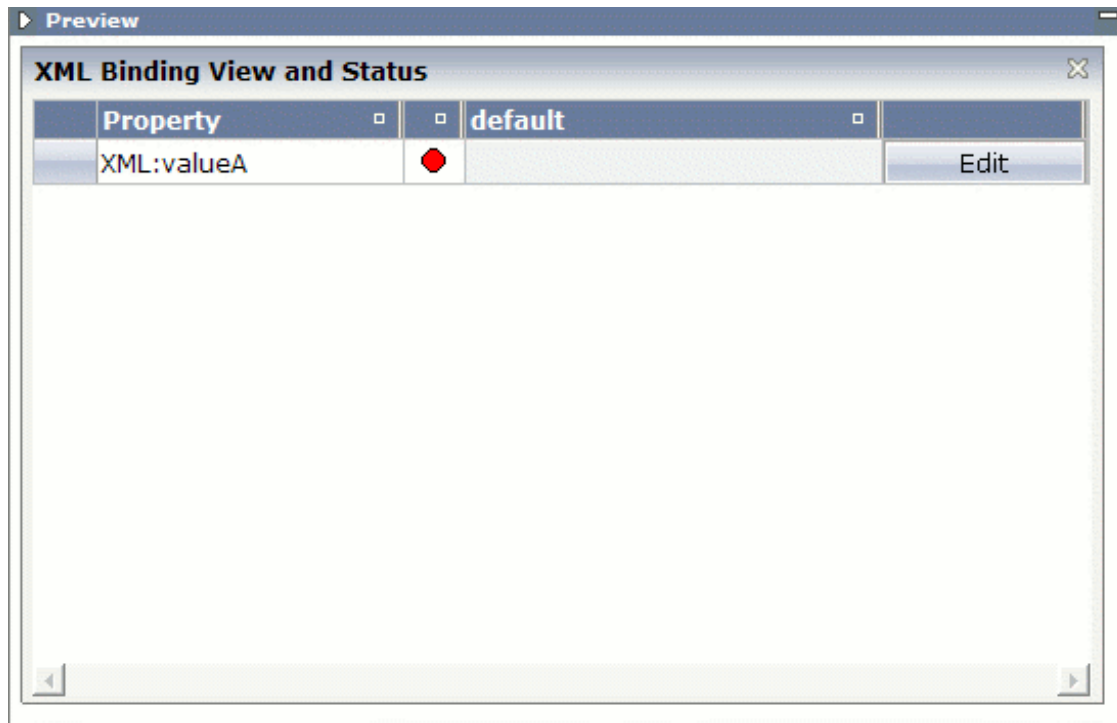 Preview
XML Binding View and Status
Property default
XML:valueA Edit